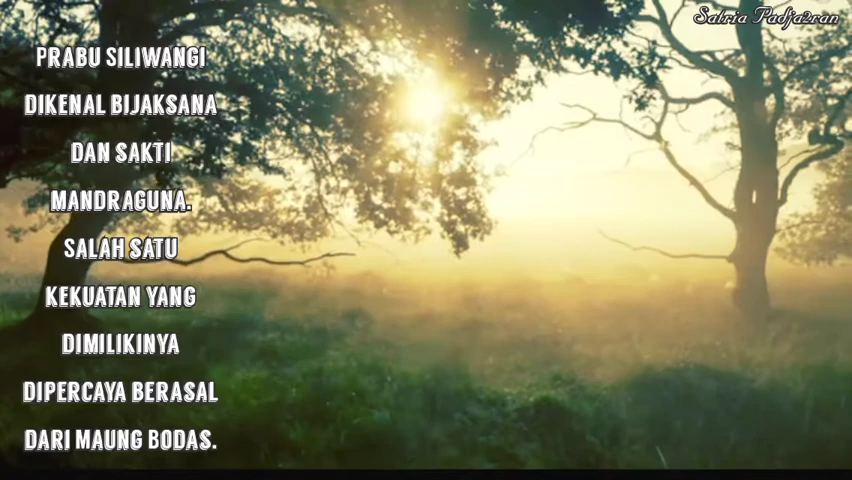 Satria Padja2ran
PRABU SILIWANGI
DIKENAL BIJAKSANA
DAN SAKTI
MANDRAGUNA.
SALAH SATU
KEKUATAN YANG
DIMILIKINYA
DIPERCAYA BERASAL
DARI MAUNG BODAS.